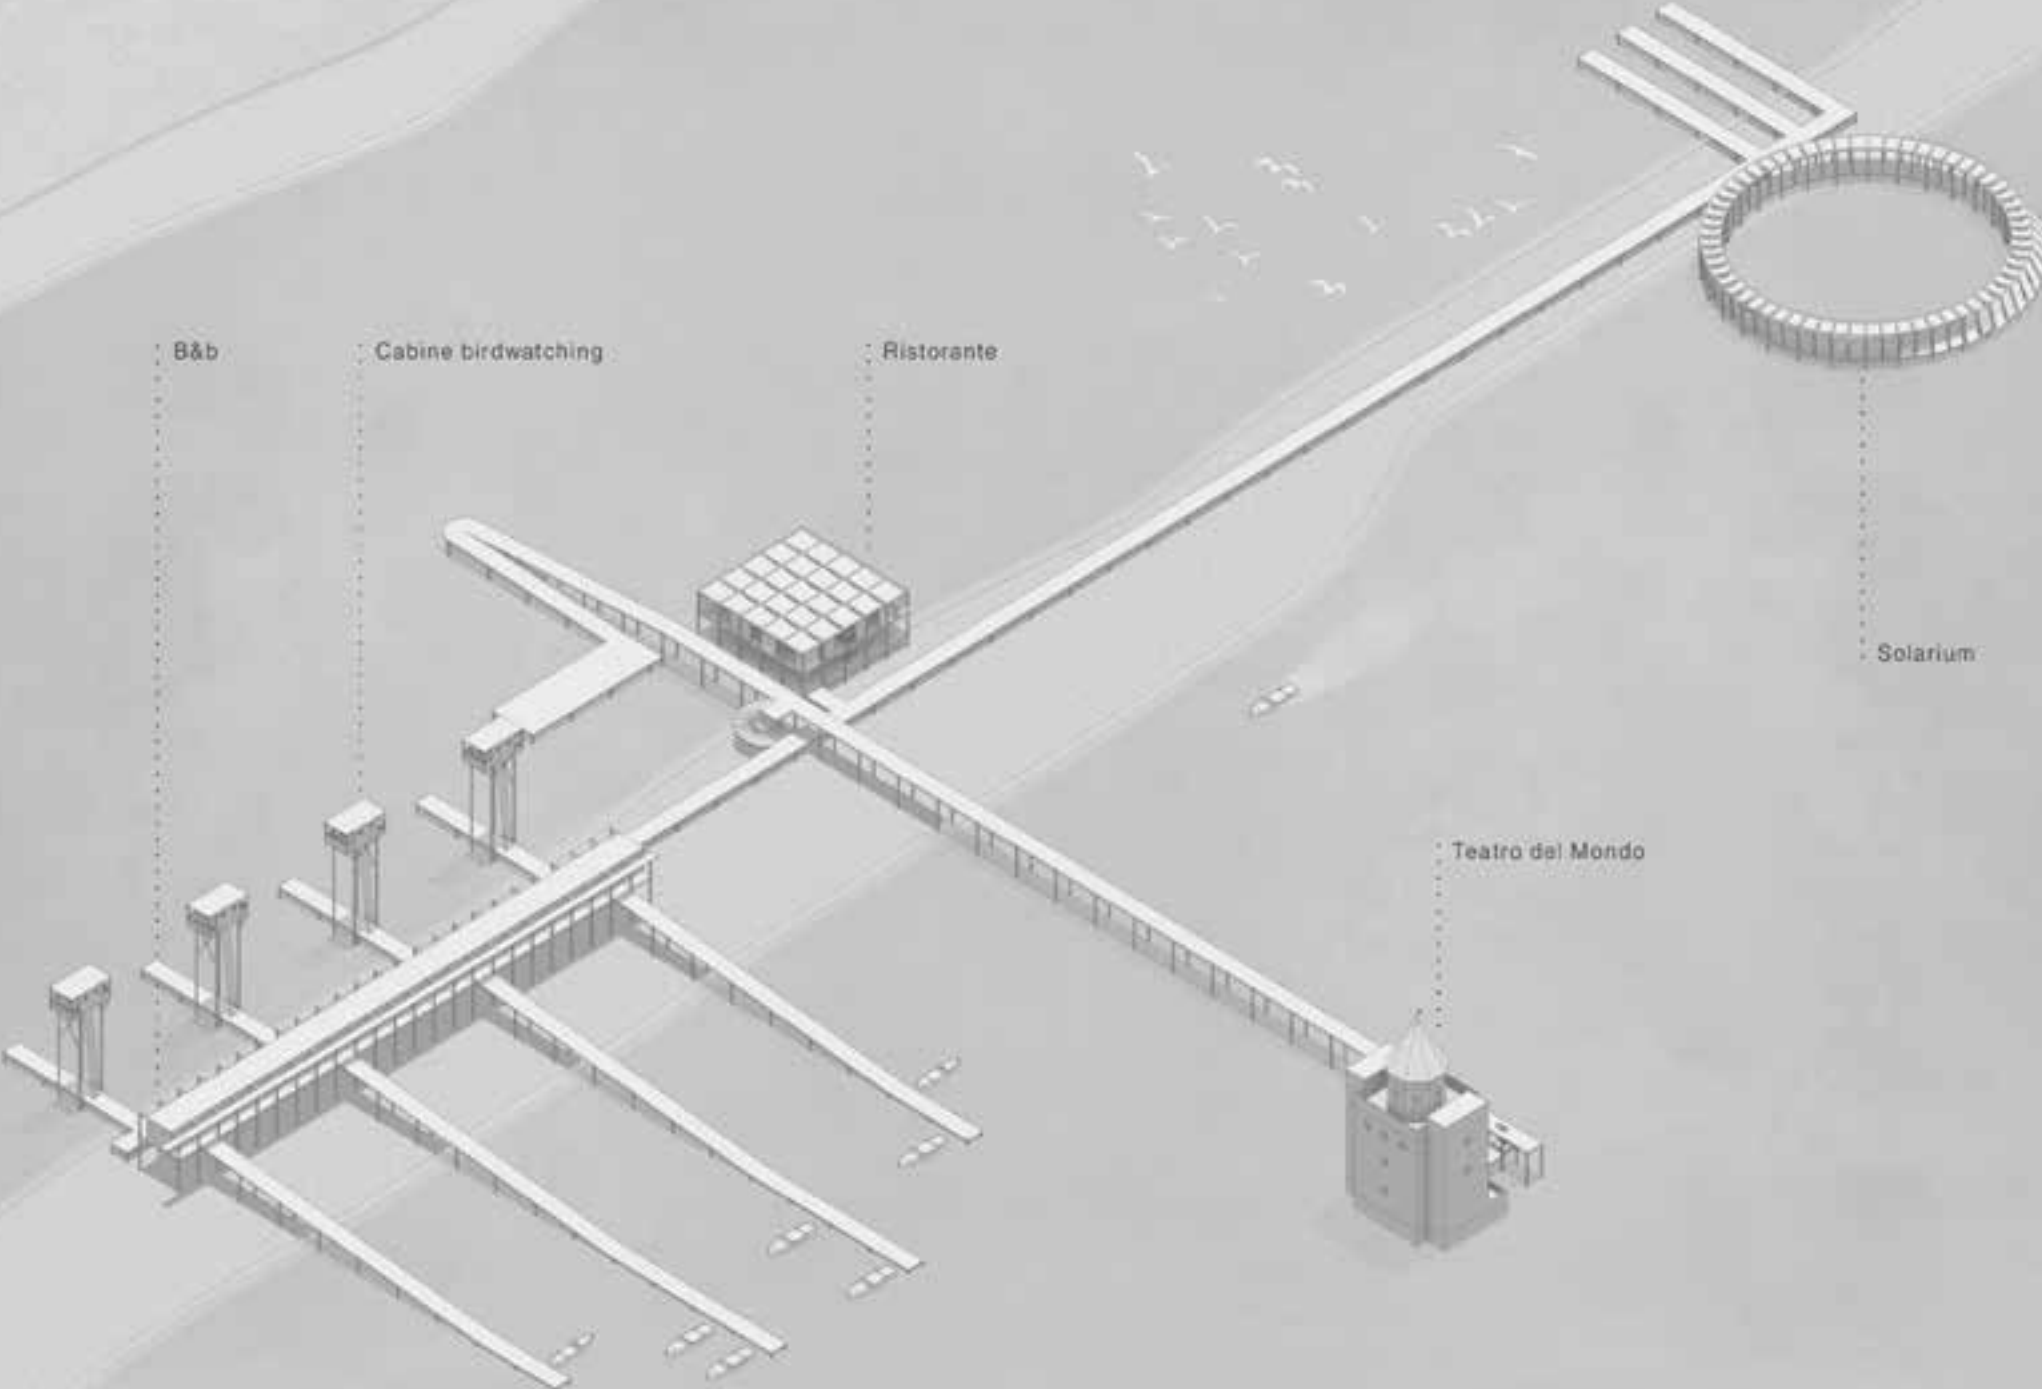 B&b
Cabine birdwatching
Ristorante
Solarium
Teatro del Mondo